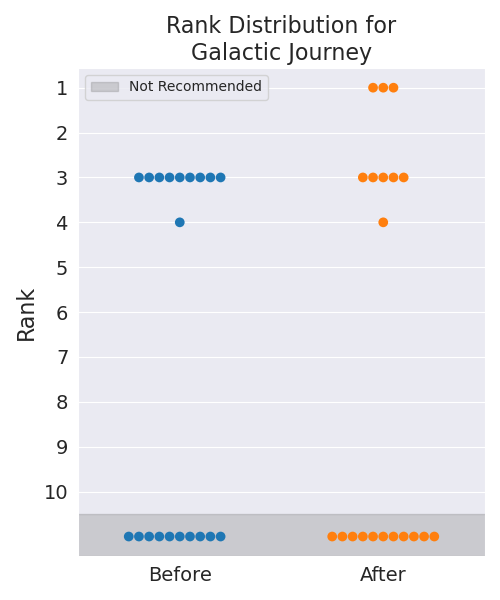 Rank Distribution for
Galactic Journey
Not Recommended
Rank
1
2
3
4
5
6
7
8
9
10
Before
After